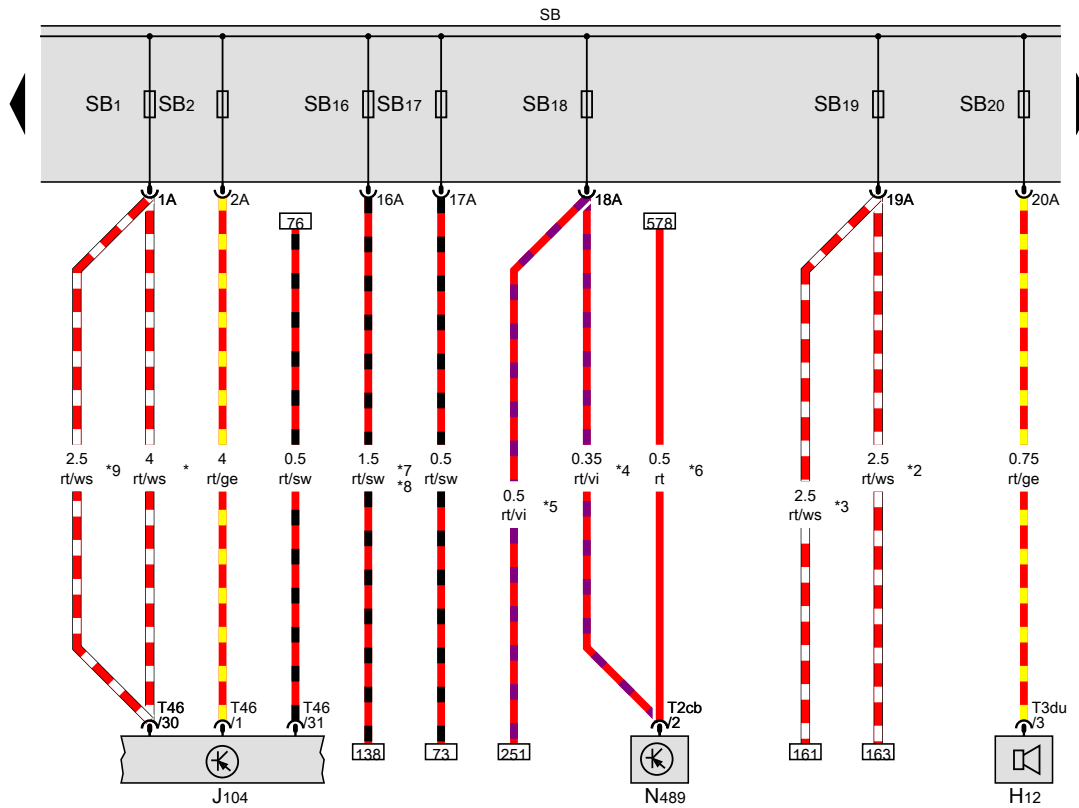 SB
SB1 SB2 SB16 SB17 SB18 SB19 SB20
1A 2A 16A 17A 18A 19A 20A
76 578
2.5 *9 4 * 4 0.5 1.5 *7 0.5 0.35 *4 0.5 *6 2.5 *2 0.75
rt/ws rt/ws rt/ge rt/sw rt/sw *8 rt/sw rt/vi rt rt/ws rt/ge
0.5 *5 2.5 *3
rt/vi rt/ws
T46 T46 T46 T2cb T3du
/30 /1 /31 /2 /3
138 73 251 161 163
J104 N489 H12